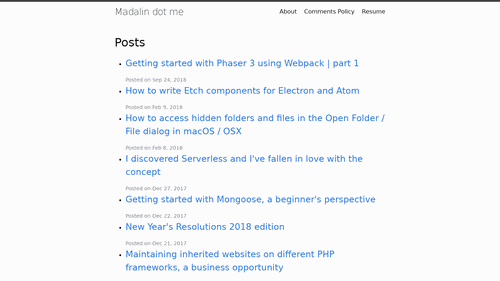 Madalin dot me
About Comments Policy Resume
Posts
Getting started with Phaser 3 using Webpack | part 1
Posted on Sep 24, 2018
How to write Etch components for Electron and Atom
Posted on Feb 9, 2018
How to access hidden folders and files in the Open Folder /
File dialog in macOS / OSX
Posted on Feb 8, 2018
I discovered Serverless and I've fallen in love with the
concept
Posted on Dec 27, 2017
Getting started with Mongoose, a beginner's perspective
Posted on Dec 22, 2017
New Year's Resolutions 2018 edition
Posted on Dec 21, 2017
Maintaining inherited websites on different PHP
frameworks, a business opportunity